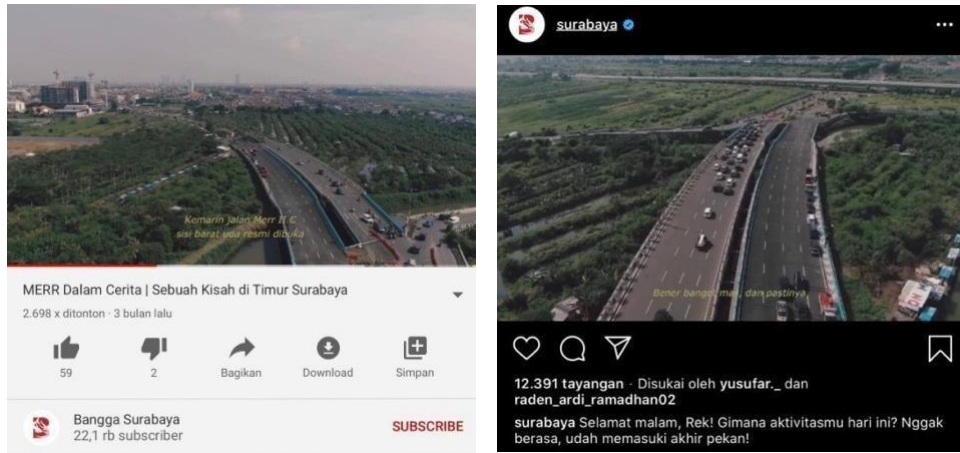 Kemarin jalan Merr II C
sisi barat uda resmi dibuka
MERR Dalam Cerita | Sebuah Kisah di Timur Surabaya
2.698 x ditonton · 3 bulan lalu
59
2
Bagikan
Download
Simpan
Bangga Surabaya
22,1 rb subscriber
SUBSCRIBE
surabaya
Bener banget mas, dan pastinya,
12.391 tayangan · Disukai oleh yusufar._ dan
raden_ardi_ramadhan02
surabaya Selamat malam, Rek! Gimana aktivitasmu hari ini? Nggak
berasa, udah memasuki akhir pekan!